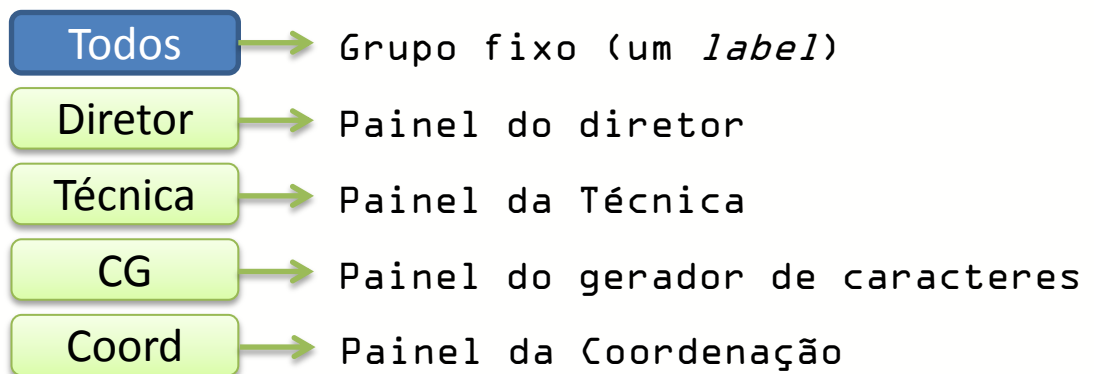 Todos Grupo fixo (um label)
Diretor Painel do diretor
Técnica Painel da Técnica
CG Painel do gerador de caracteres
Coord Painel da Coordenação